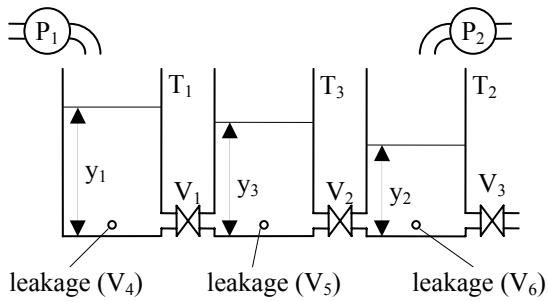 P₁ P₂
T₁ T₃ T₂
y₁ V₁ y₃ V₂ y₂ V₃
leakage (V₄) leakage (V₅) leakage (V₆)